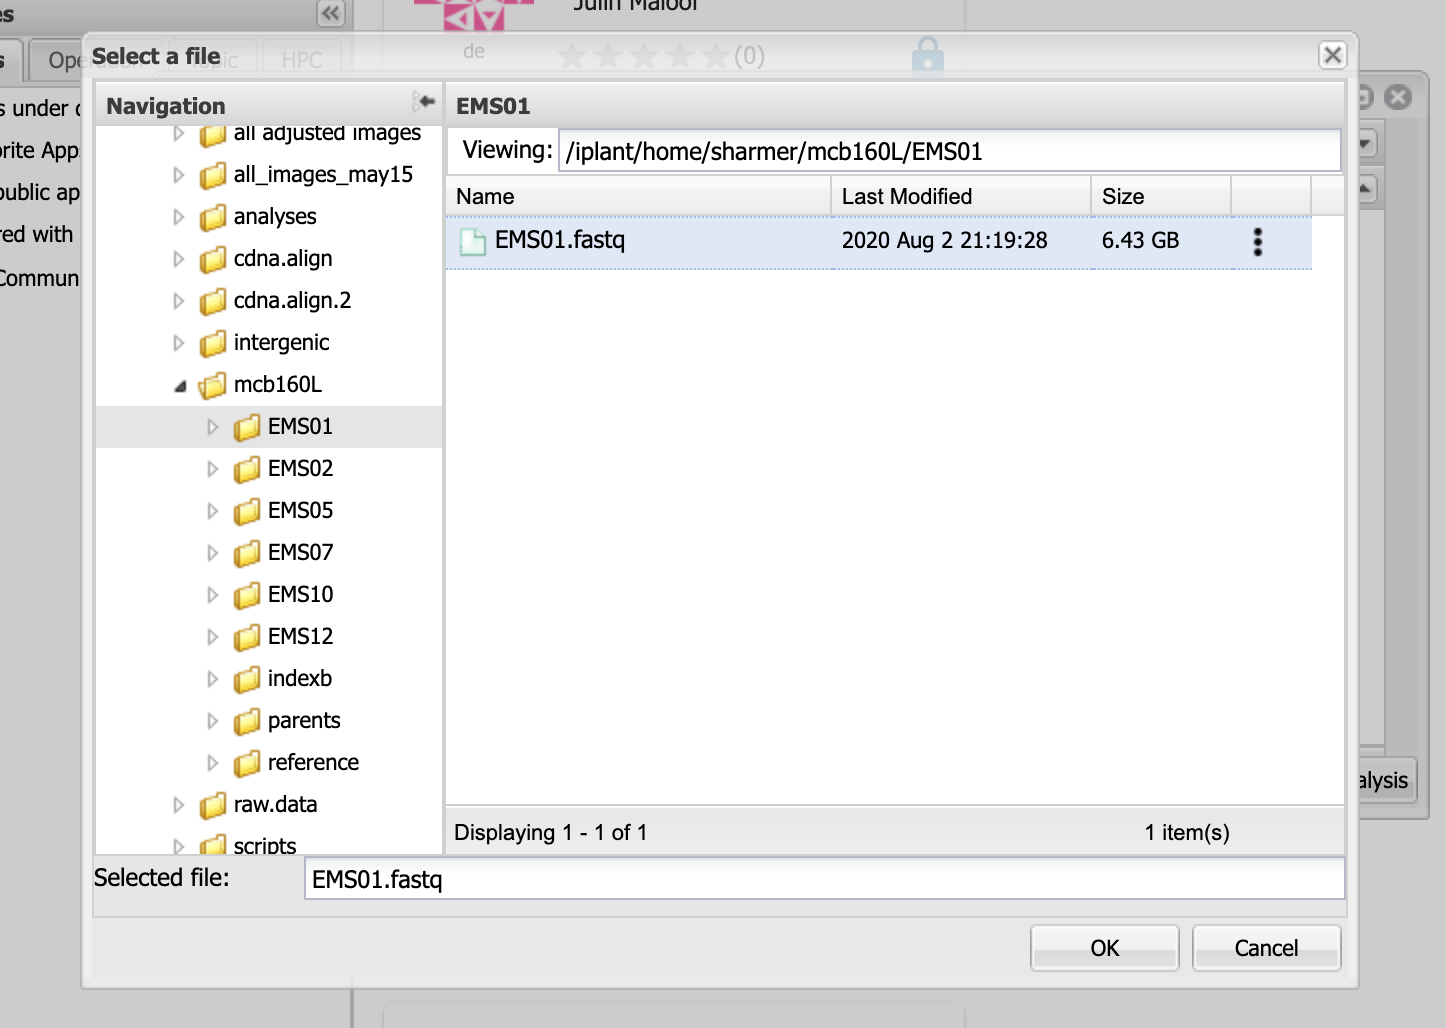 Julin Maloof
es
de
(0)
s
Operation
Topic
HPC
Select a file
Navigation
all adjusted images
all_images_may15
analyses
cdna.align
cdna.align.2
intergenic
mcb160L
EMS01
EMS02
EMS05
EMS07
EMS10
EMS12
indexb
parents
reference
raw.data
scripts
EMS01
Viewing: /iplant/home/sharmer/mcb160L/EMS01
Name Last Modified Size
EMS01.fastq 2020 Aug 2 21:19:28 6.43 GB
Displaying 1 - 1 of 1 1 item(s)
Selected file: EMS01.fastq
OK Cancel
s under
rite App
public ap
red with
Commun
alysis